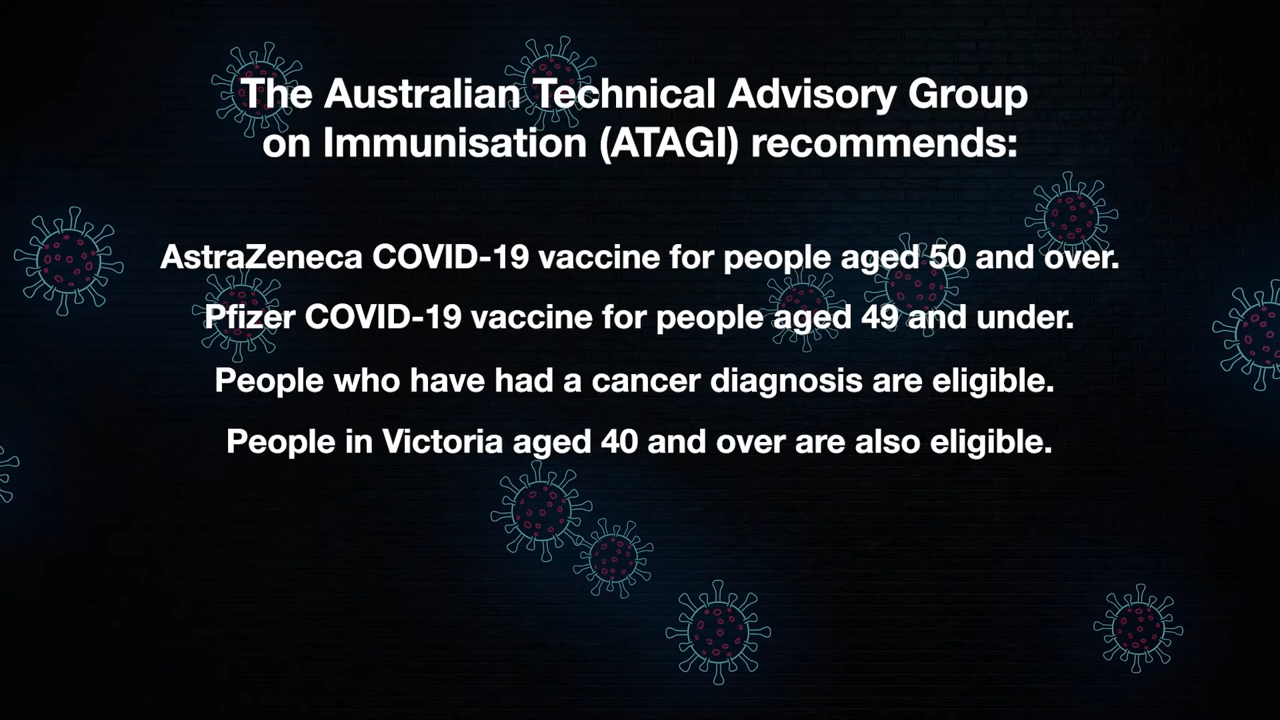 The Australian Technical Advisory Group
on Immunisation (ATAGI) recommends:
AstraZeneca COVID-19 vaccine for people aged 50 and over.
Pfizer COVID-19 vaccine for people aged 49 and under.
People who have had a cancer diagnosis are eligible.
People in Victoria aged 40 and over are also eligible.